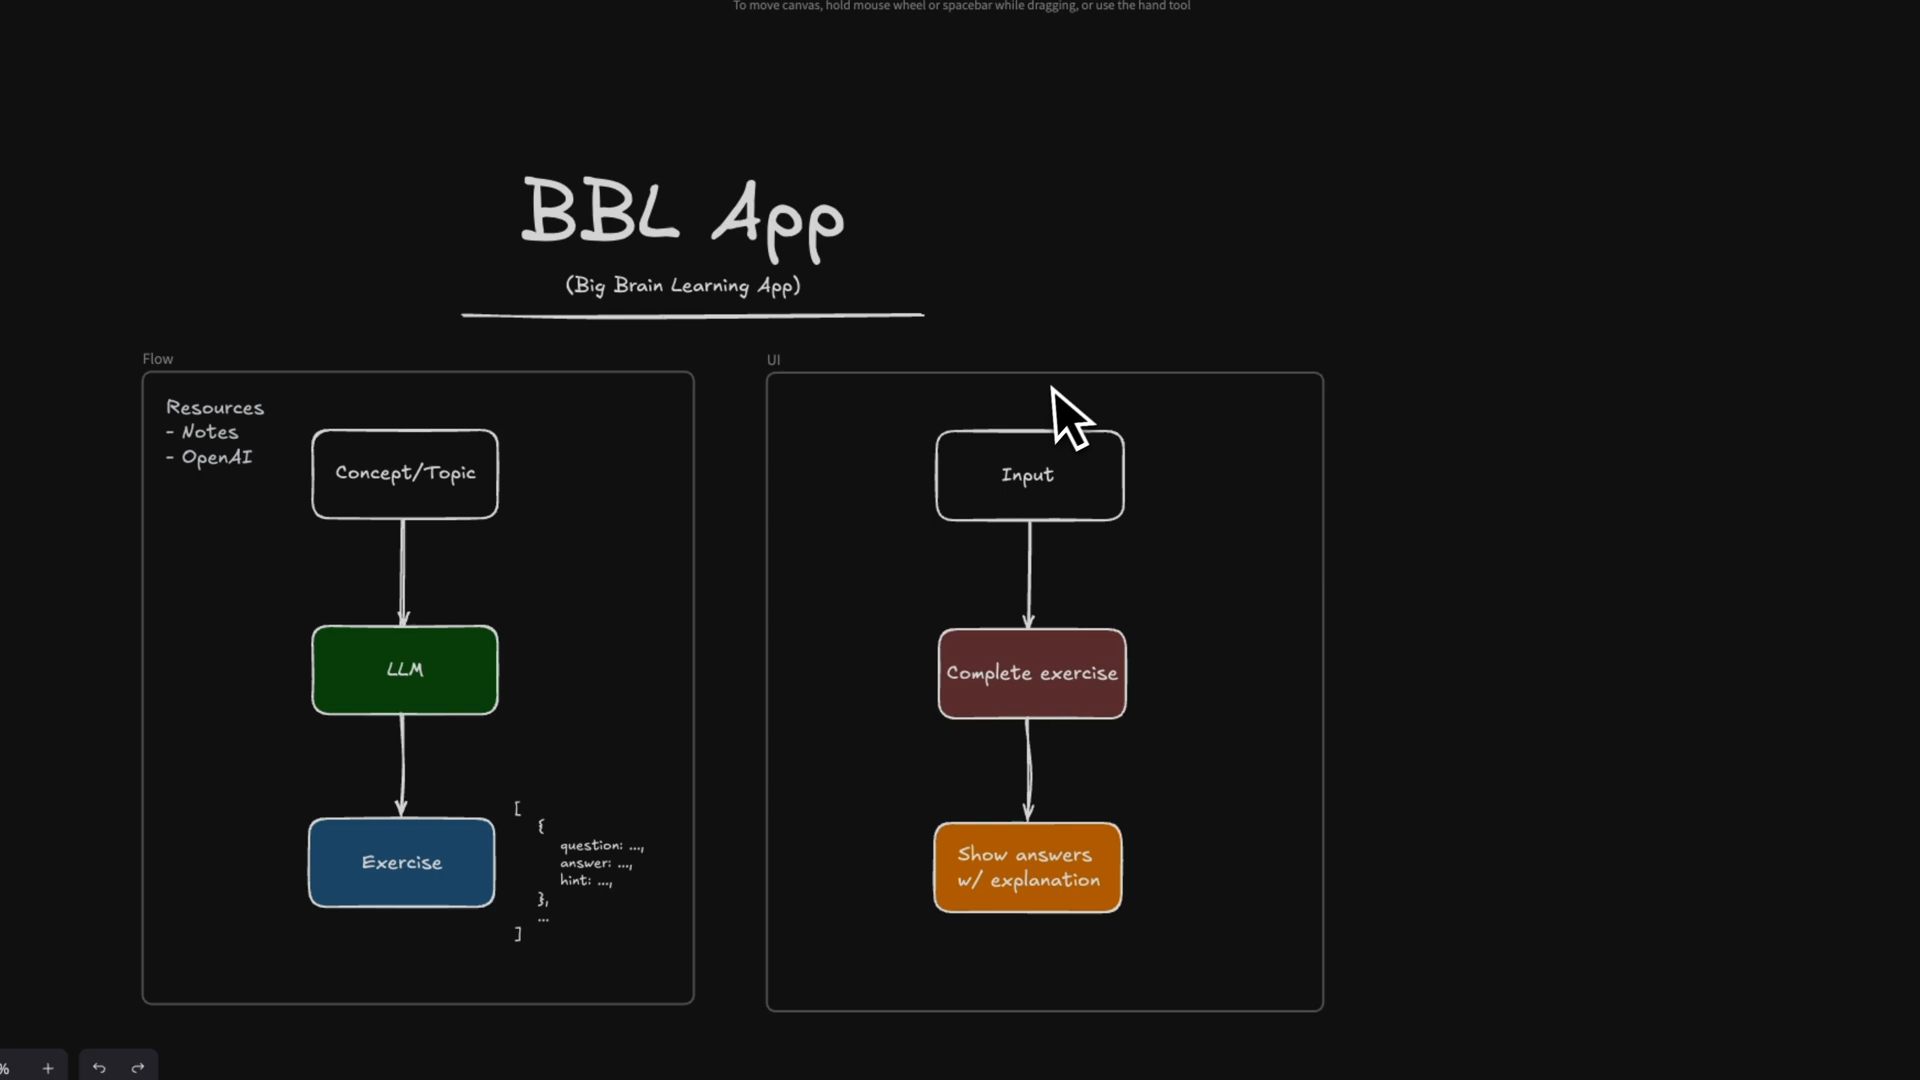 To move canvas, hold mouse wheel or spacebar while dragging, or use the hand tool
BBL App
(Big Brain Learning App)
Flow
Resources
- Notes
- OpenAI
Concept/Topic
LLM
Exercise
[
{
question: ...,
answer: ...,
hint: ...,
},
...
]
UI
Input
Complete exercise
Show answers
w/ explanation
%
+